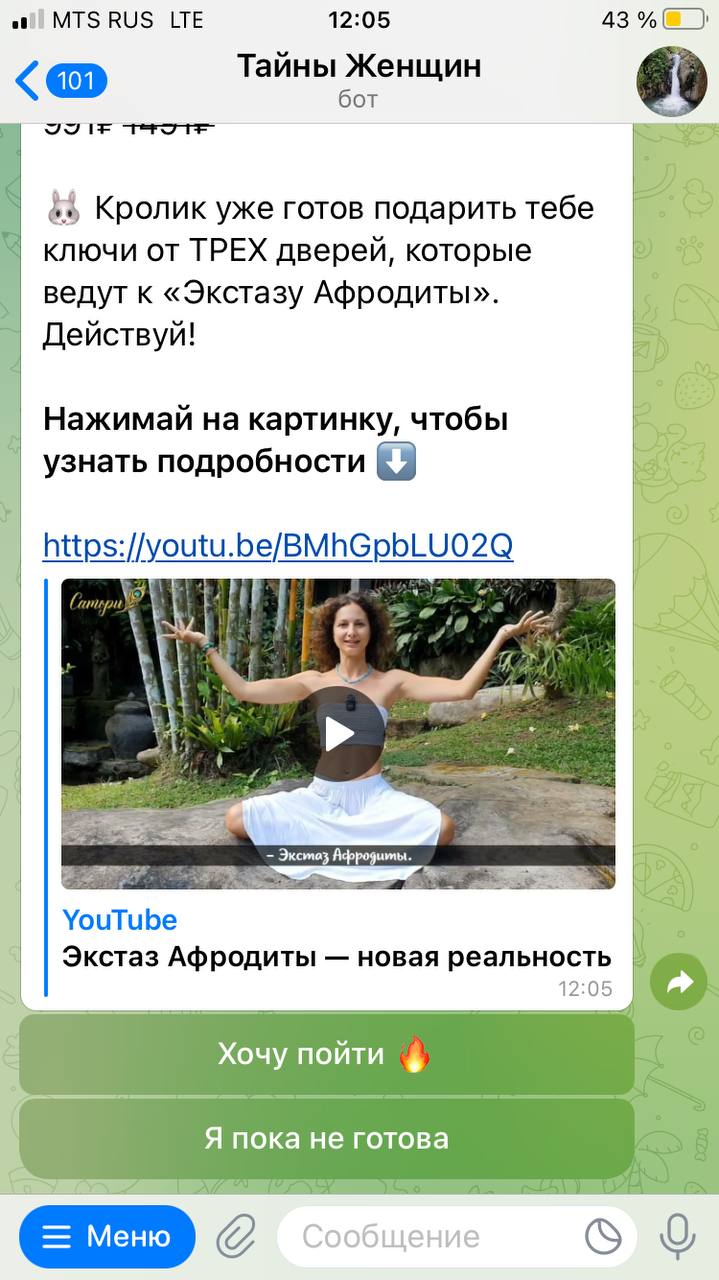 MTS RUS LTE 12:05 43 %
101 Тайны Женщин
бот
991₽ 1491₽
🐰 Кролик уже готов подарить тебе
ключи от ТРЕХ дверей, которые
ведут к «Экстазу Афродиты».
Действуй!
Нажимай на картинку, чтобы
узнать подробности ⬇️
https://youtu.be/BMhGpbLU02Q
Сатори
– Экстаз Афродиты.
YouTube
Экстаз Афродиты — новая реальность
12:05
Хочу пойти 🔥
Я пока не готова
Меню Сообщение